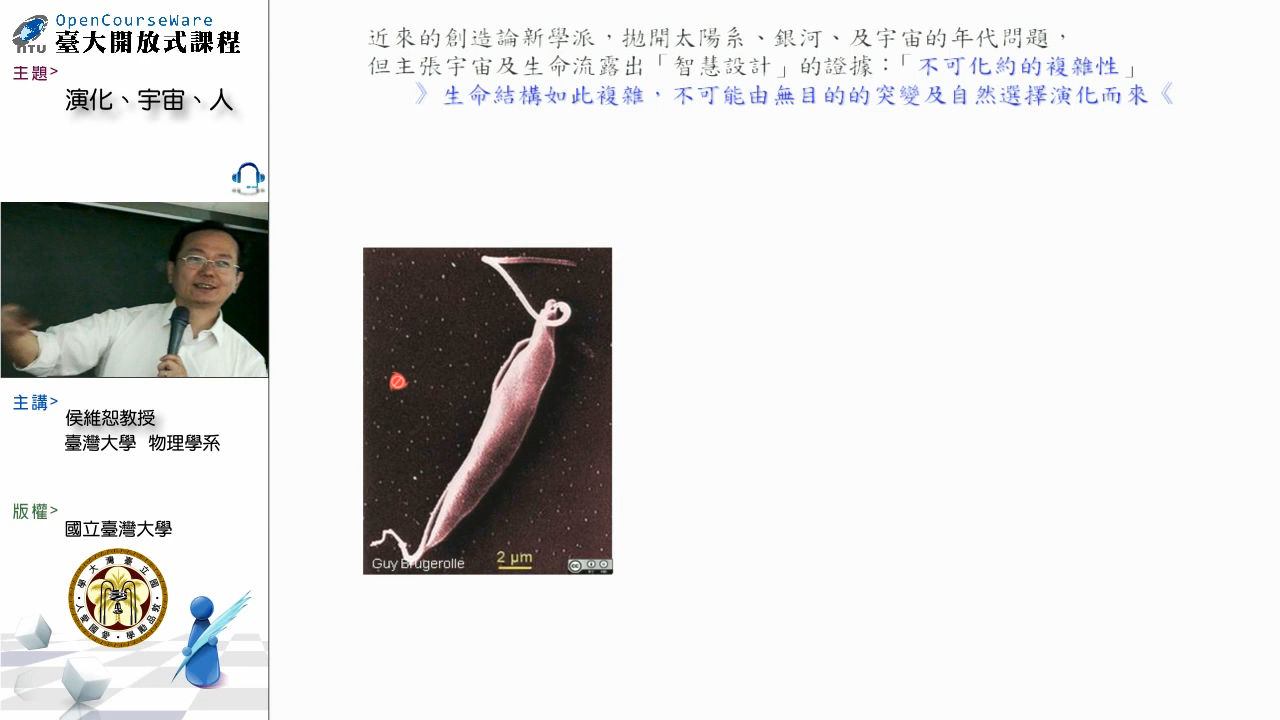 OpenCourseWare
NTU
臺大開放式課程
主題>
演化、宇宙、人
主講>
侯維恕教授
臺灣大學 物理學系
版權>
國立臺灣大學
近來的創造論新學派，拋開太陽系、銀河、及宇宙的年代問題，
但主張宇宙及生命流露出「智慧設計」的證據：「不可化約的複雜性」
》生命結構如此複雜，不可能由無目的的突變及自然選擇演化而來《
Guy Brugerolle
2 µm